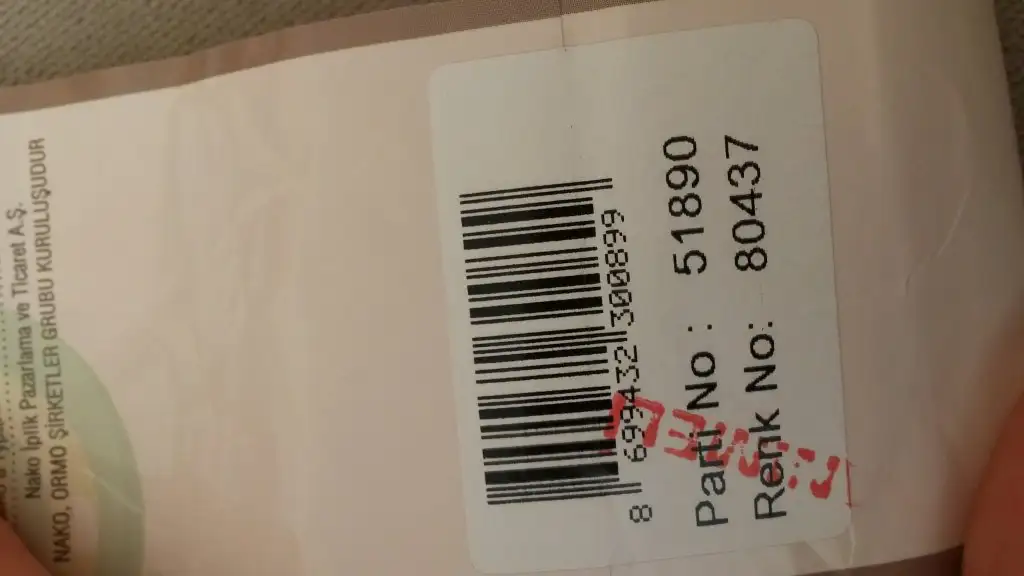 Nako İplik Pazarlama ve Ticaret A.Ş.
NAKO, ORMO ŞİRKETLER GRUBU KURULUŞUDUR
8 699432 300899
Parti No : 51890
Renk No: 80437